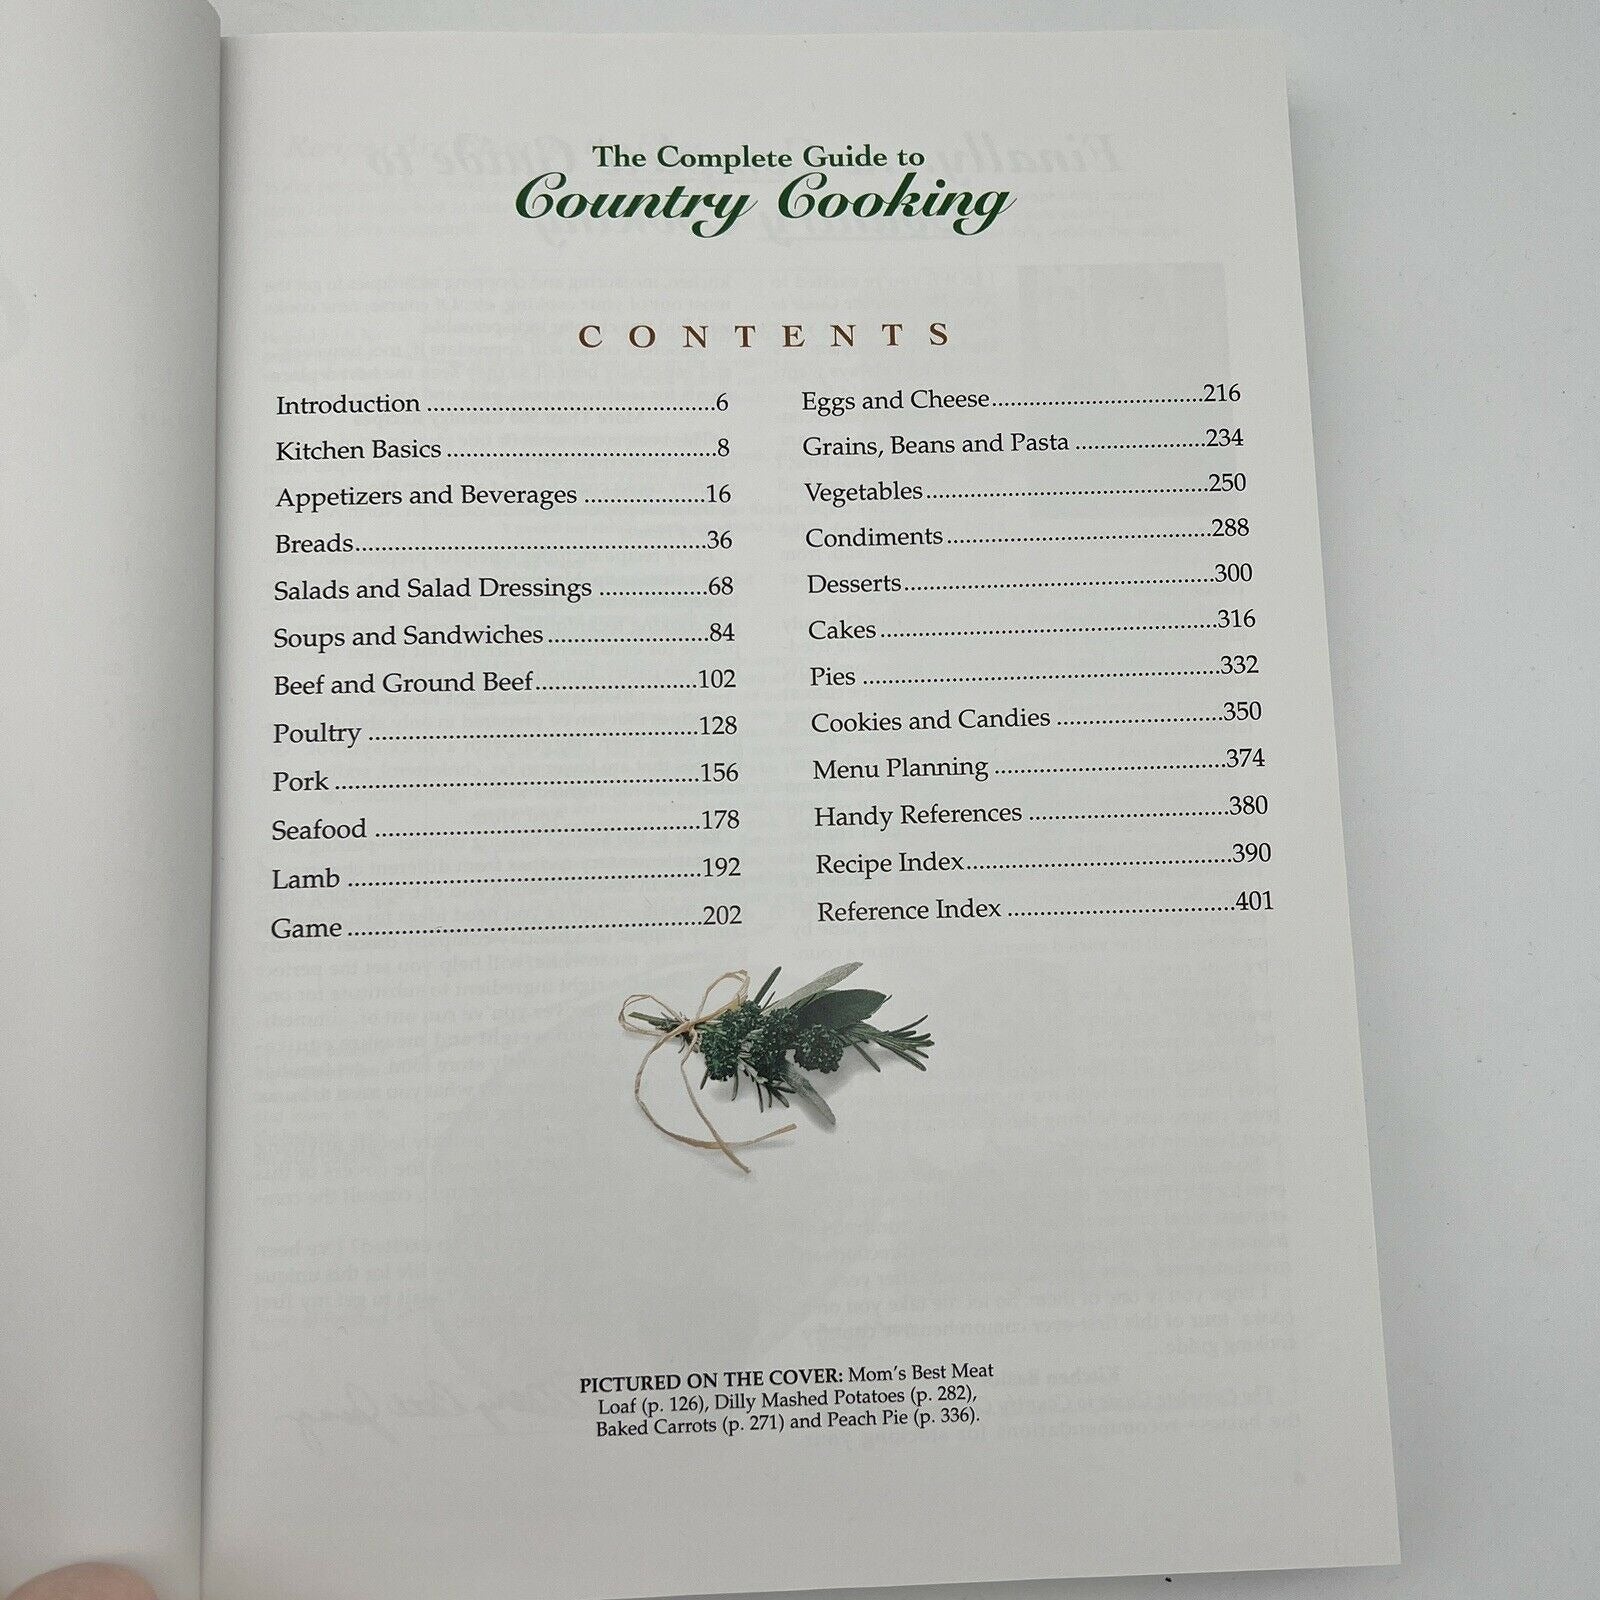 The Complete Guide to
Country Cooking
CONTENTS
Introduction ............................................6
Kitchen Basics .........................................8
Appetizers and Beverages ...................16
Breads......................................................36
Salads and Salad Dressings .................68
Soups and Sandwiches.........................84
Beef and Ground Beef.........................102
Poultry ...................................................128
Pork ........................................................156
Seafood ..................................................178
Lamb ......................................................192
Game ......................................................202
Eggs and Cheese.................................216
Grains, Beans and Pasta ....................234
Vegetables............................................250
Condiments.........................................288
Desserts................................................300
Cakes....................................................316
Pies .......................................................332
Cookies and Candies ..........................350
Menu Planning ...................................374
Handy References ..............................380
Recipe Index.........................................390
Reference Index ...................................401
PICTURED ON THE COVER: Mom's Best Meat
Loaf (p. 126), Dilly Mashed Potatoes (p. 282),
Baked Carrots (p. 271) and Peach Pie (p. 336).